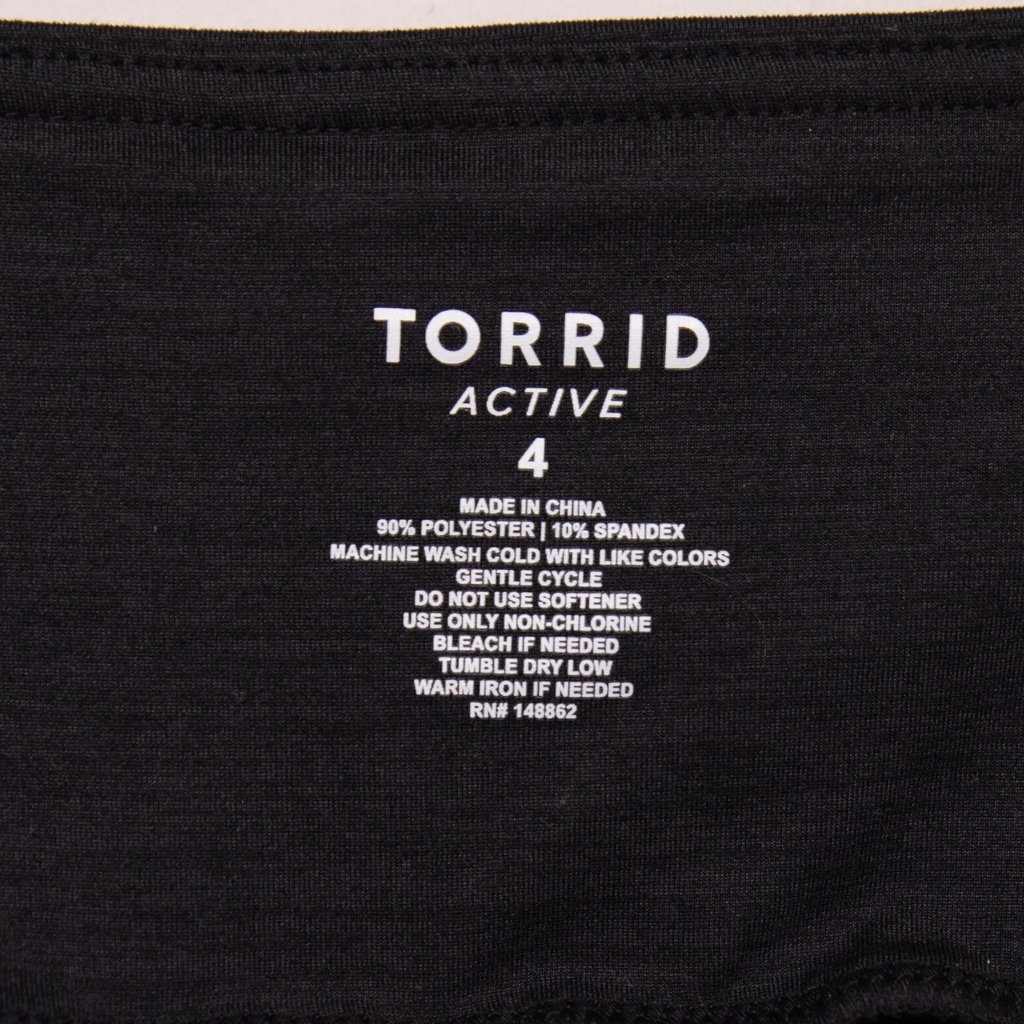 TORRID
ACTIVE
4
MADE IN CHINA
90% POLYESTER | 10% SPANDEX
MACHINE WASH COLD WITH LIKE COLORS
GENTLE CYCLE
DO NOT USE SOFTENER
USE ONLY NON-CHLORINE
BLEACH IF NEEDED
TUMBLE DRY LOW
WARM IRON IF NEEDED
RN# 148862